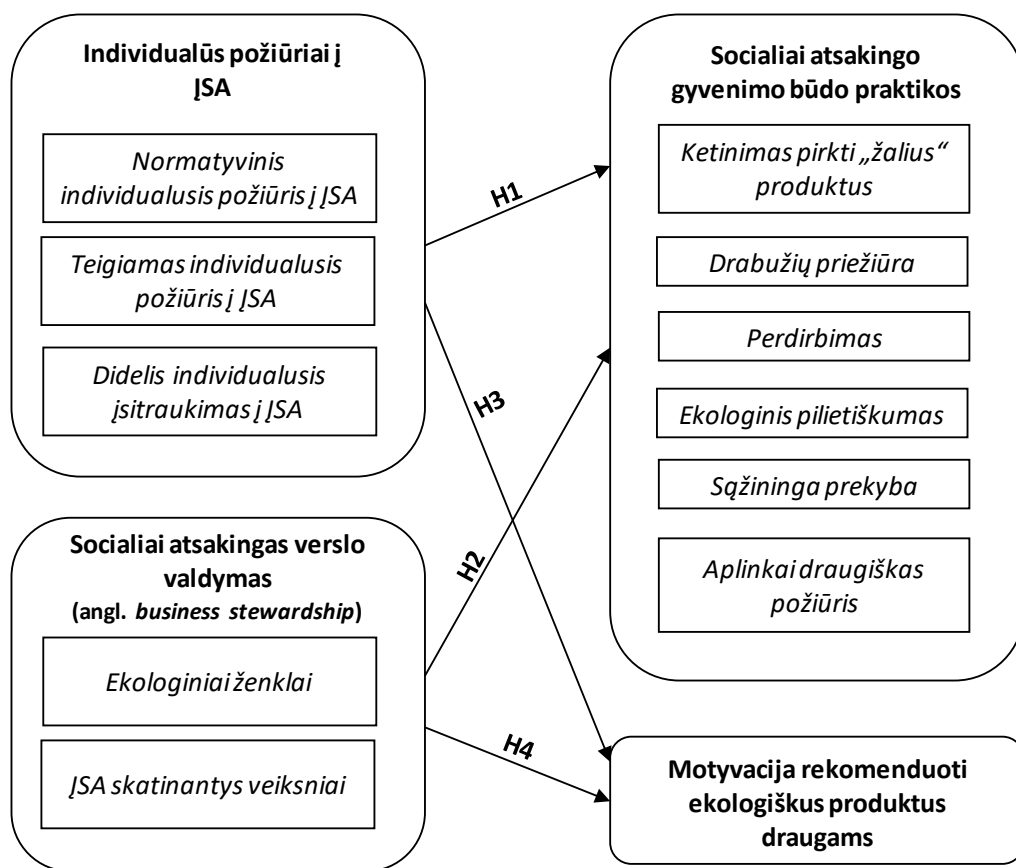 Individualūs požiūriai į
ĮSA
Normatyvinis
individualusis požiūris į ĮSA
Teigiamas individualusis
požiūris į ĮSA
Didelis individualusis
įsitraukimas į ĮSA
Socialiai atsakingas verslo
valdymas
(angl. business stewardship)
Ekologiniai ženklai
ĮSA skatinantys veiksniai
H1
H3
H2
H4
Socialiai atsakingo
gyvenimo būdo praktikos
Ketinimas pirkti „žalius“
produktus
Drabužių priežiūra
Perdirbimas
Ekologinis pilietiškumas
Sąžininga prekyba
Aplinkai draugiškas
požiūris
Motyvacija rekomenduoti
ekologiškus produktus
draugams